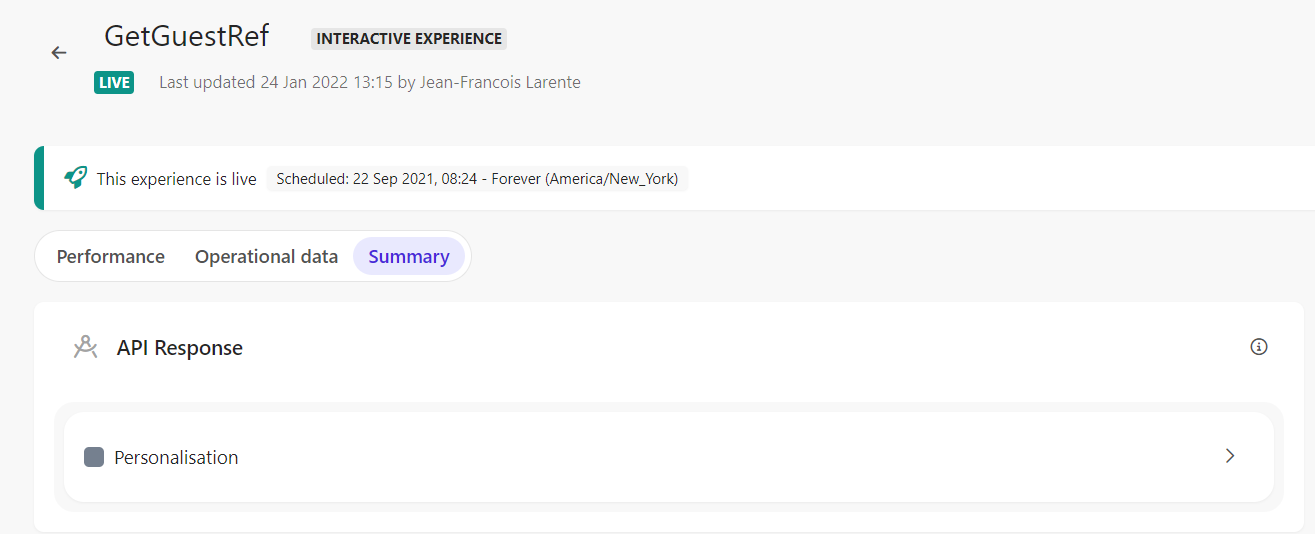 GetGuestRef INTERACTIVE EXPERIENCE
LIVE Last updated 24 Jan 2022 13:15 by Jean-Francois Larente
This experience is live Scheduled: 22 Sep 2021, 08:24 - Forever (America/New_York)
Performance Operational data Summary
API Response
Personalisation